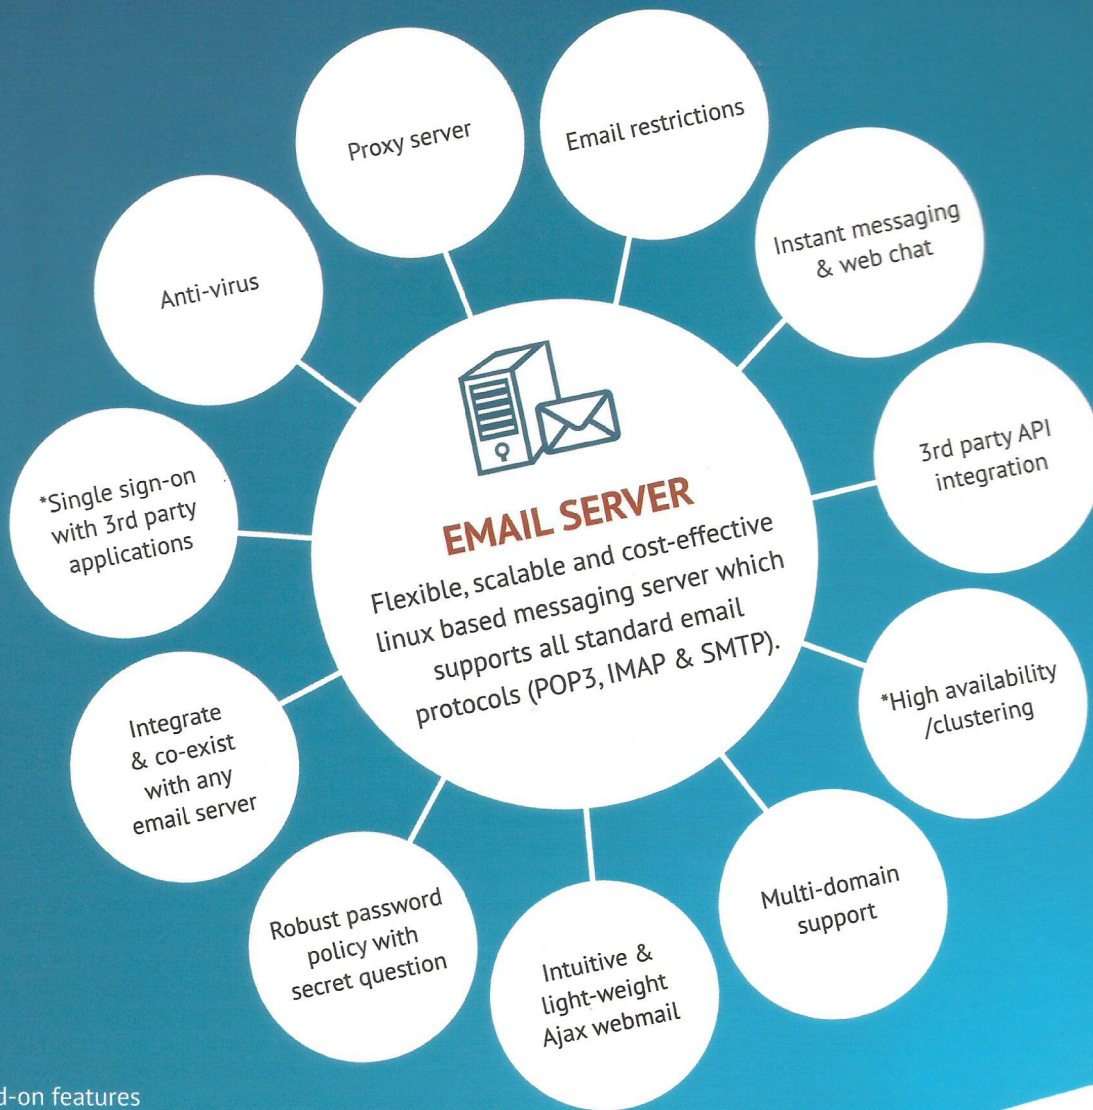 Proxy server
Email restrictions
Instant messaging
& web chat
Anti-virus
3rd party API
integration
*Single sign-on
with 3rd party
applications
EMAIL SERVER
Flexible, scalable and cost-effective
linux based messaging server which
supports all standard email
protocols (POP3, IMAP & SMTP).
*High availability
/clustering
Integrate
& co-exist
with any
email server
Multi-domain
support
Robust password
policy with
secret question
Intuitive &
light-weight
Ajax webmail
d-on features